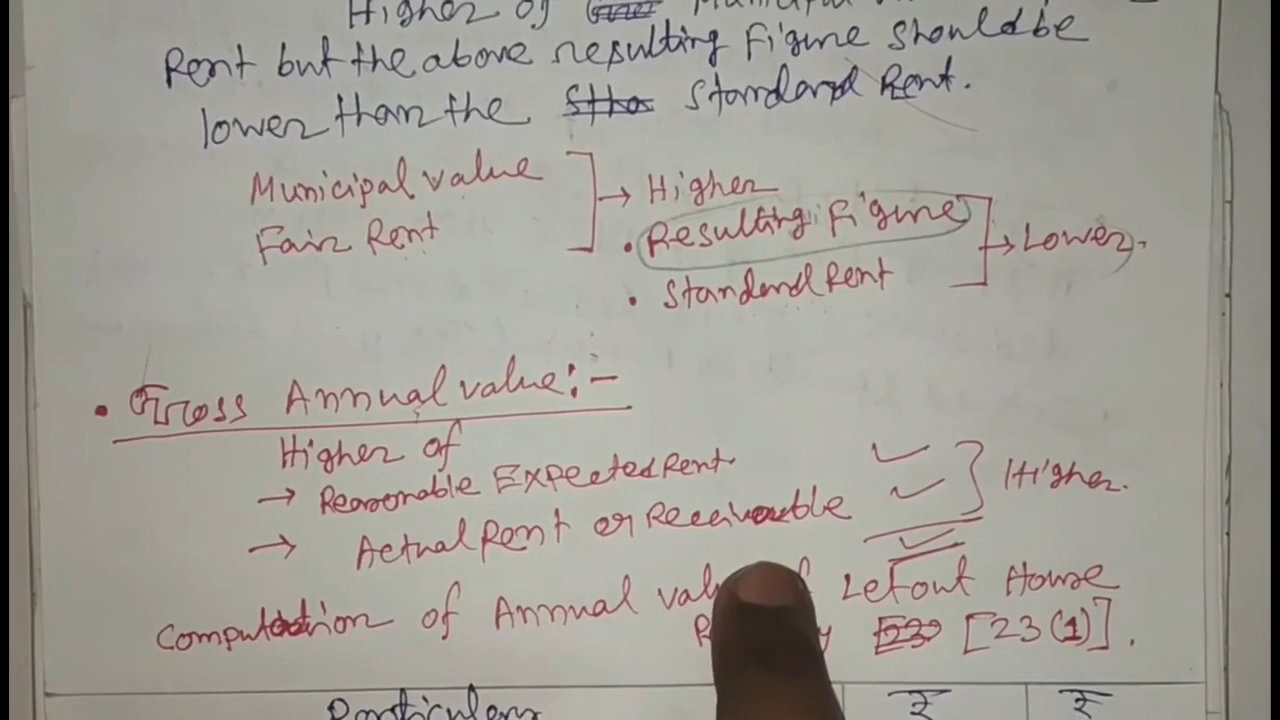 Higher of Municipal
Rent but the above resulting Figure should be
lower than the Standard Rent.
Municipal value
Fair Rent
→ Higher
• Resulting Figure
• Standard Rent
→ Lower.
• Gross Annual value:-
Higher of
→ Reasonable Expected Rent.
→ Actual Rent or Receivable
Higher.
Computation of Annual Letout House
[23(1)].
Particulars ₹ ₹